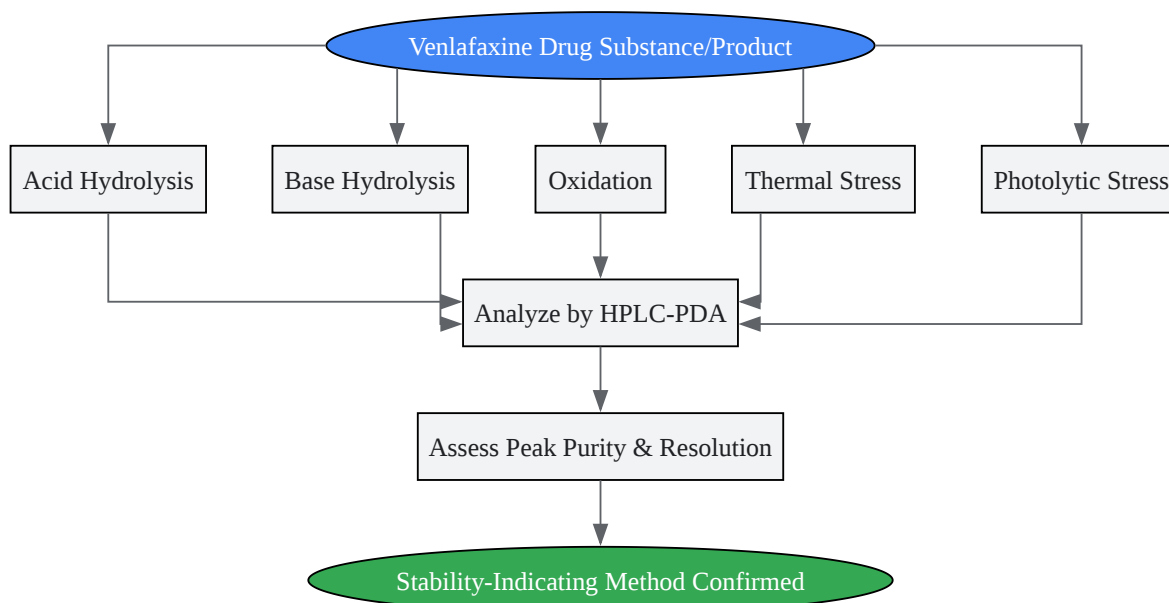 Venlafaxine Drug Substance/Product
Acid Hydrolysis
Base Hydrolysis
Oxidation
Thermal Stress
Photolytic Stress
Analyze by HPLC-PDA
Assess Peak Purity & Resolution
Stability-Indicating Method Confirmed